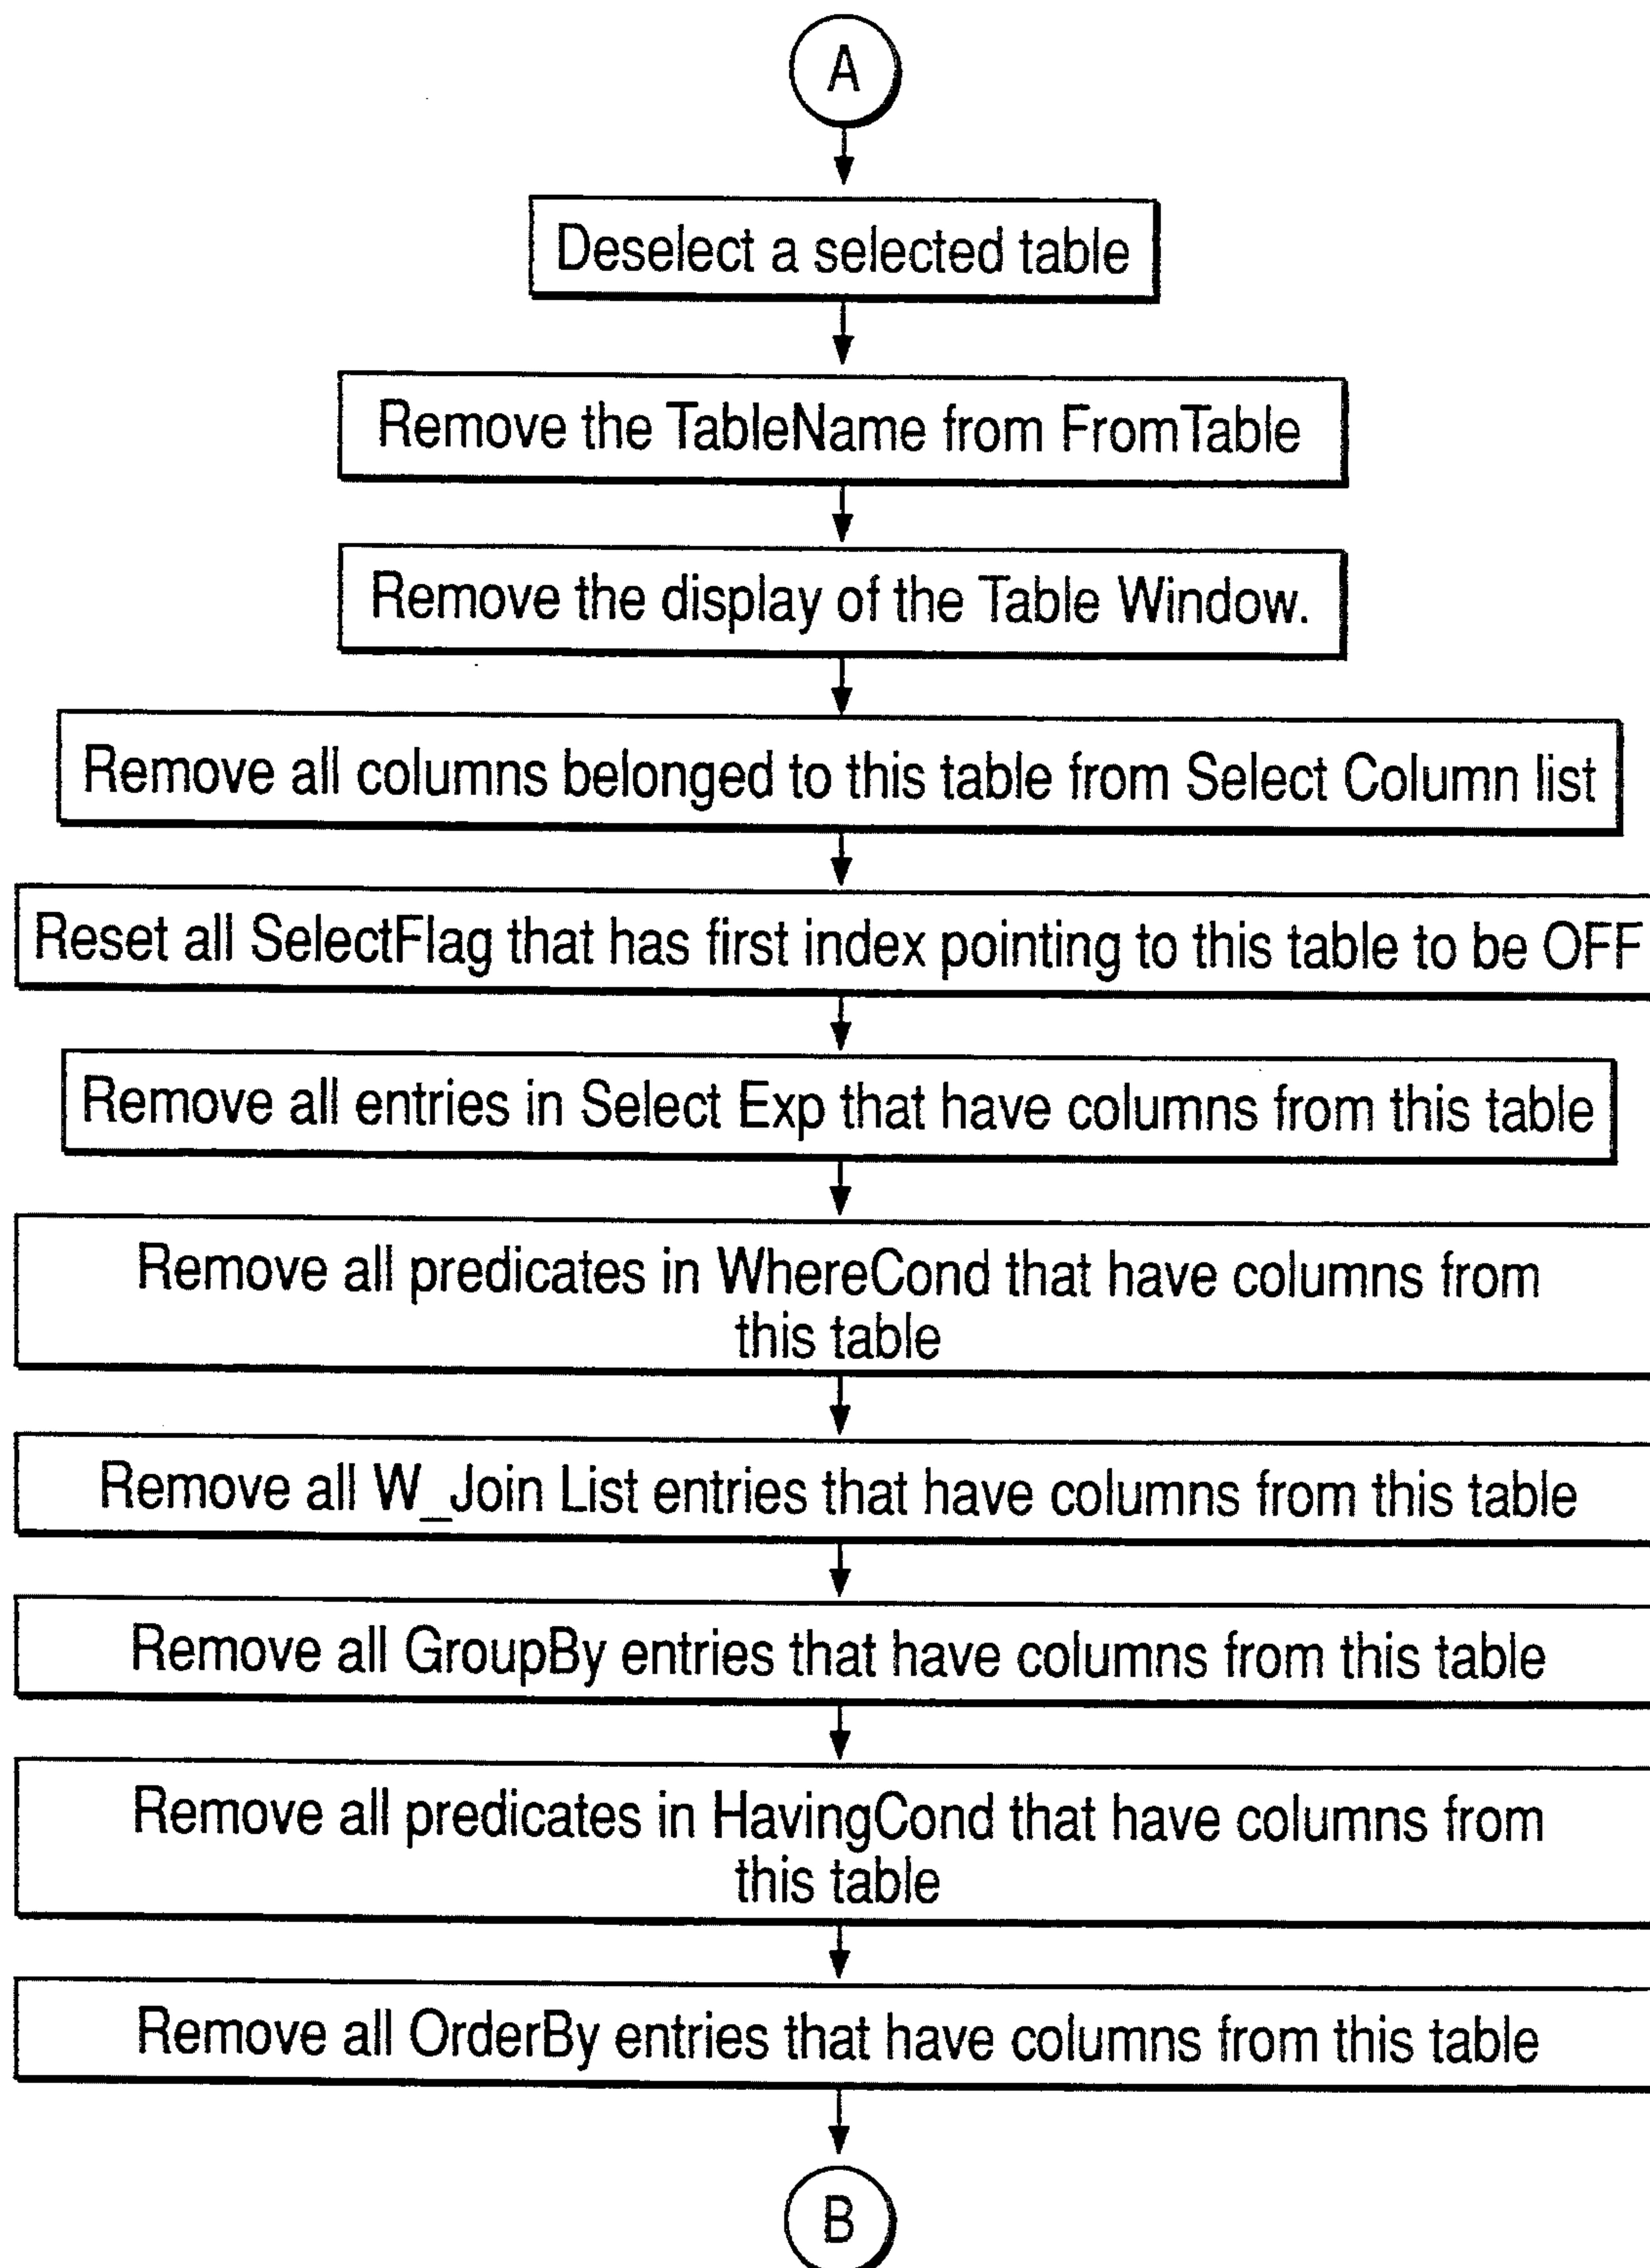 A
Deselect a selected table
Remove the TableName from FromTable
Remove the display of the Table Window.
Remove all columns belonged to this table from Select Column list
Reset all SelectFlag that has first index pointing to this table to be OFF
Remove all entries in Select Exp that have columns from this table
Remove all predicates in WhereCond that have columns from
this table
Remove all W_Join List entries that have columns from this table
Remove all GroupBy entries that have columns from this table
Remove all predicates in HavingCond that have columns from
this table
Remove all OrderBy entries that have columns from this table
B